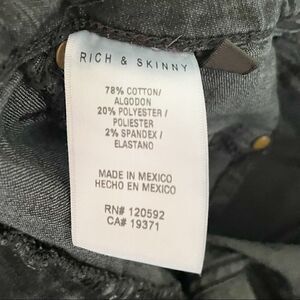 RICH & SKINNY
78% COTTON/
ALGODON
20% POLYESTER/
POLIESTER
2% SPANDEX/
ELASTANO
MADE IN MEXICO
HECHO EN MEXICO
RN# 120592
CA# 19371